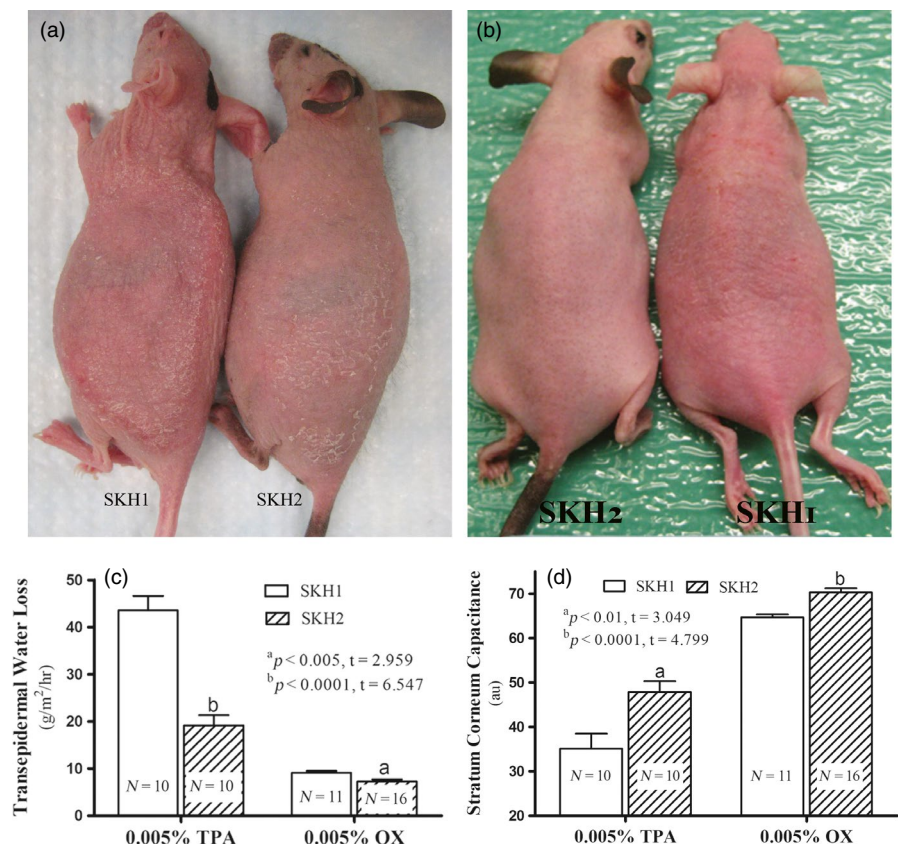 (a)
SKH1
SKH2
(b)
SKH2
SKH1
(c)
Transepidermal Water Loss
(g/m²/hr)
50
40
30
20
10
0
SKH1
SKH2
ᵃp < 0.005, t = 2.959
ᵇp < 0.0001, t = 6.547
b
a
N = 10
N = 10
N = 11
N = 16
0.005% TPA
0.005% OX
(d)
Stratum Corneum Capacitance
(au)
70
60
50
40
30
20
SKH1
SKH2
ᵃp < 0.01, t = 3.049
ᵇp < 0.0001, t = 4.799
a
b
N = 10
N = 10
N = 11
N = 16
0.005% TPA
0.005% OX